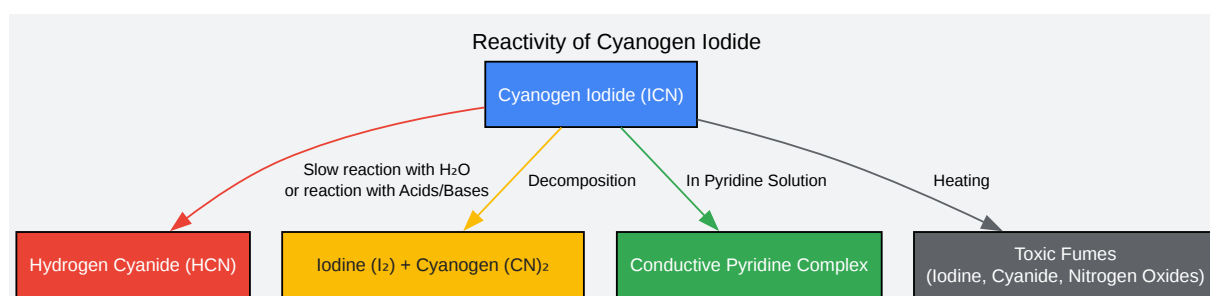 Reactivity of Cyanogen Iodide
Cyanogen Iodide (ICN)
Slow reaction with H₂O
or reaction with Acids/Bases
Decomposition
In Pyridine Solution
Heating
Hydrogen Cyanide (HCN)
Iodine (I₂) + Cyanogen (CN)₂
Conductive Pyridine Complex
Toxic Fumes
(Iodine, Cyanide, Nitrogen Oxides)